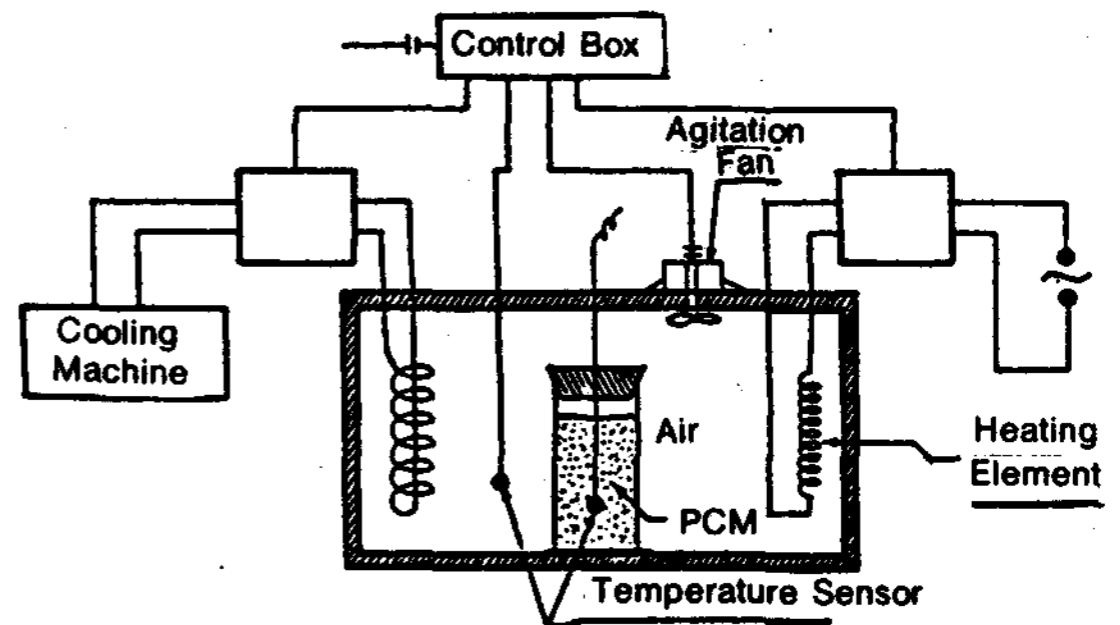 Control Box
Agitation
Fan
Cooling
Machine
Air
Heating
Element
PCM
Temperature Sensor